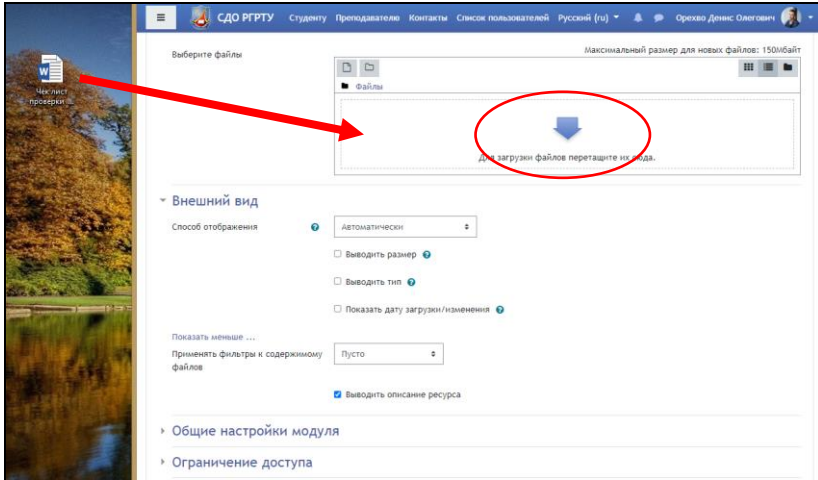 СДО РГРТУ Студенту Преподавателю Контакты Список пользователей Русский (ru) Орехво Денис Олегович
Чек лист
проверки
Выберите файлы
Максимальный размер для новых файлов: 150Мбайт
Файлы
Для загрузки файлов перетащите их сюда.
Внешний вид
Способ отображения
Автоматически
Выводить размер
Выводить тип
Показать дату загрузки/изменения
Показать меньше ...
Применять фильтры к содержимому
файлов
Пусто
Выводить описание ресурса
Общие настройки модуля
Ограничение доступа